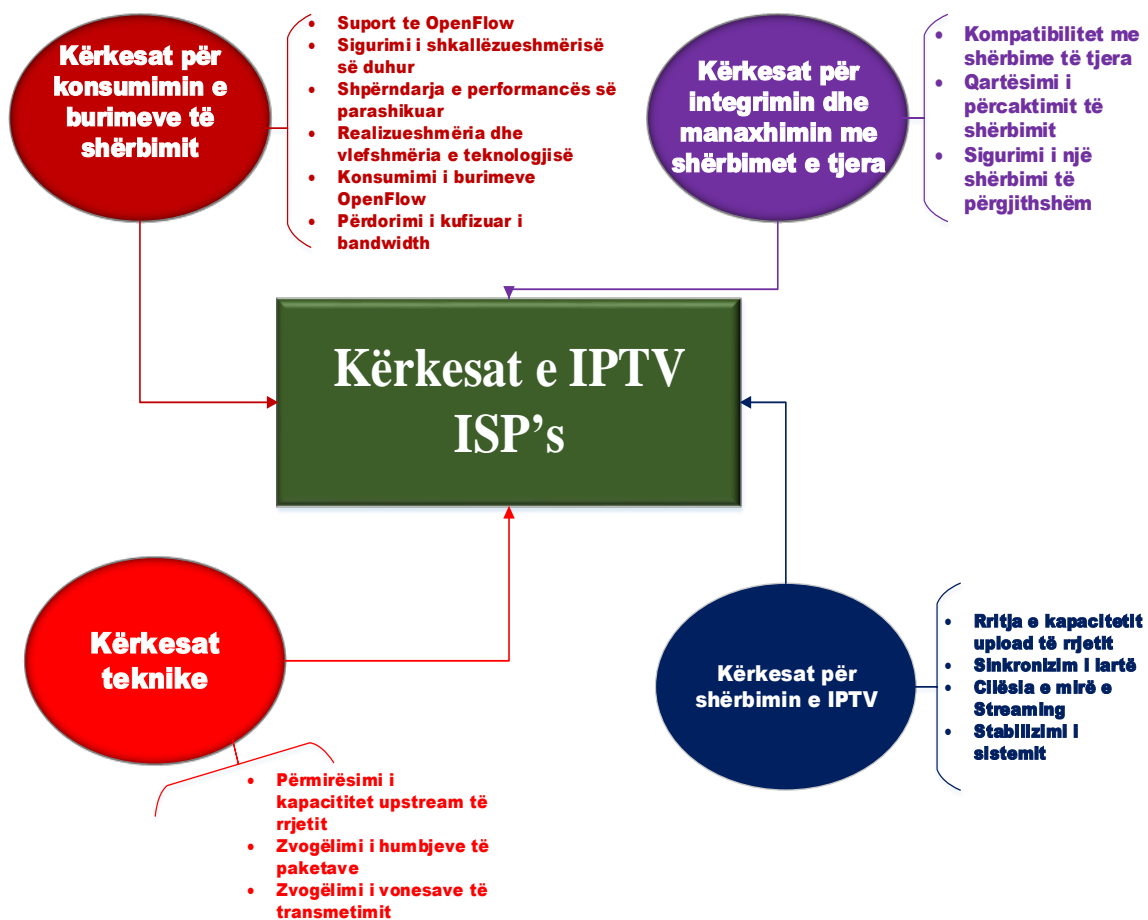 Kërkesat për
konsumimin e
burimeve të
shërbimit
• Suport te OpenFlow
• Sigurimi i shkallëzueshmërisë
së duhur
• Shpërndarja e performancës së
parashikuar
• Realizueshmëria dhe
vlefshmëria e teknologjisë
• Konsumimi i burimeve
OpenFlow
• Përdorimi i kufizuar i
bandwidth
Kërkesat për
integrimin dhe
manaxhimin me
shërbimet e tjera
• Kompatibilitet me
shërbime të tjera
• Qartësimi i
përcaktimit të
shërbimit
• Sigurimi i një
shërbimi të
përgjithshëm
Kërkesat e IPTV
ISP’s
Kërkesat
teknike
• Përmirësimi i
kapacititet upstream të
rrjetit
• Zvogëlimi i humbjeve të
paketave
• Zvogëlimi i vonesave të
transmetimit
Kërkesat për
shërbimin e IPTV
• Rritja e kapacitetit
upload të rrjetit
• Sinkronizim i lartë
• Cilësia e mirë e
Streaming
• Stabilizimi i
sistemit